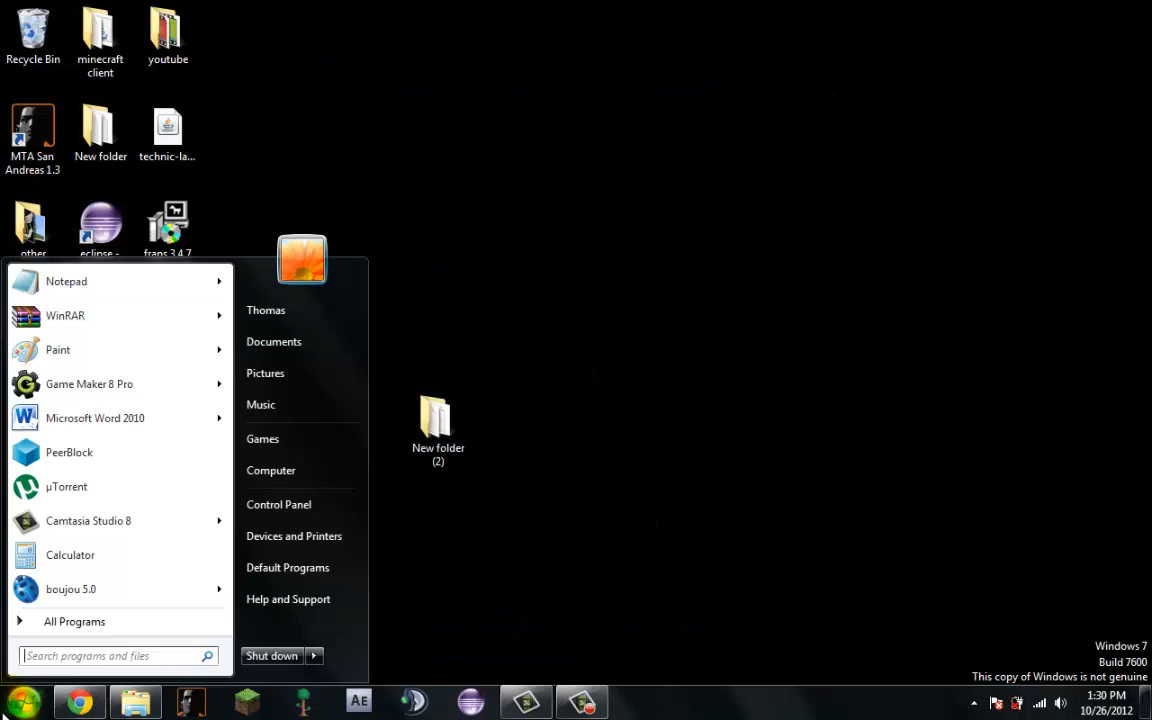 Recycle Bin
minecraft
client
youtube
MTA San
Andreas 1.3
New folder
technic-la...
other
eclipse -
frans 3.4.7
Notepad
WinRAR
Paint
Game Maker 8 Pro
Microsoft Word 2010
PeerBlock
µTorrent
Camtasia Studio 8
Calculator
boujou 5.0
All Programs
Search programs and files
Thomas
Documents
Pictures
Music
Games
Computer
Control Panel
Devices and Printers
Default Programs
Help and Support
Shut down
New folder
(2)
Windows 7
Build 7600
This copy of Windows is not genuine
AE
1:30 PM
10/26/2012